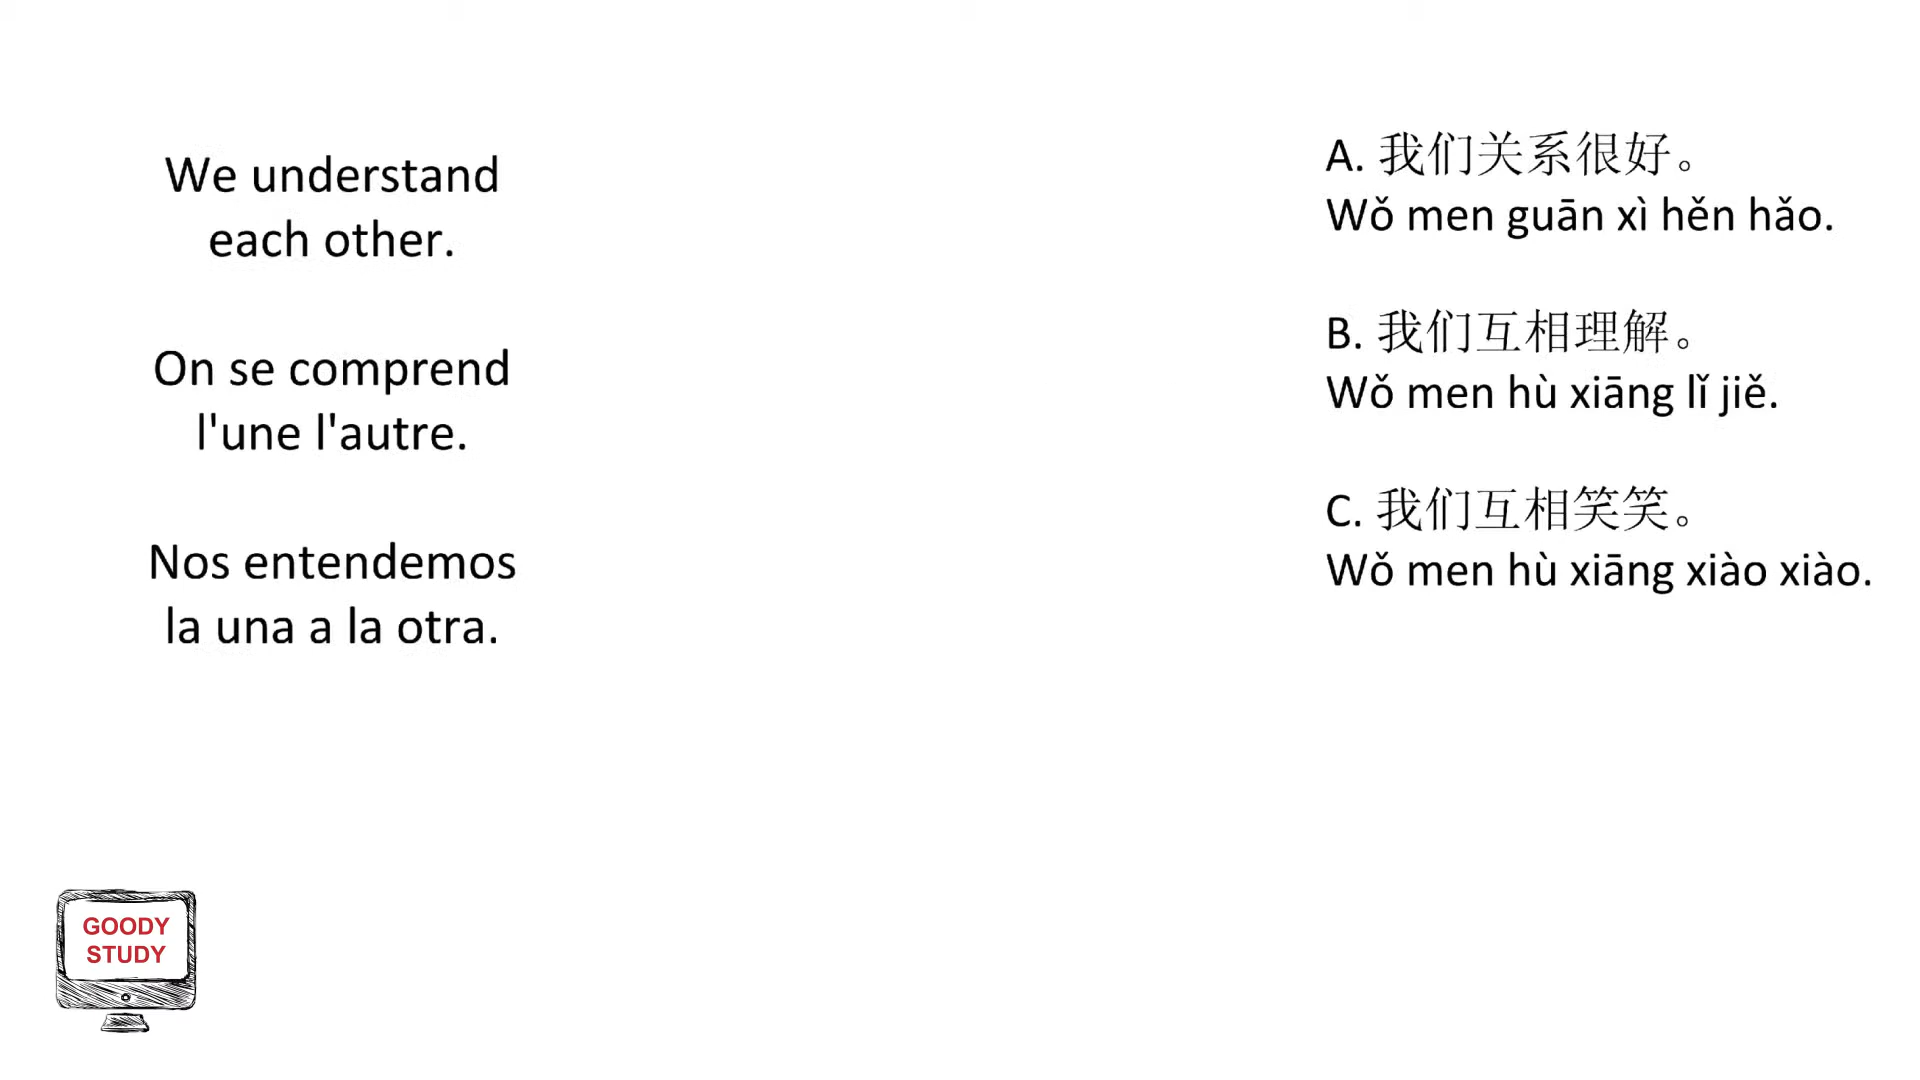 We understand
each other.
On se comprend
l'une l'autre.
Nos entendemos
la una a la otra.
A. 我们关系很好。
Wǒ men guān xì hěn hǎo.
B. 我们互相理解。
Wǒ men hù xiāng lǐ jiě.
C. 我们互相笑笑。
Wǒ men hù xiāng xiào xiào.
GOODY
STUDY